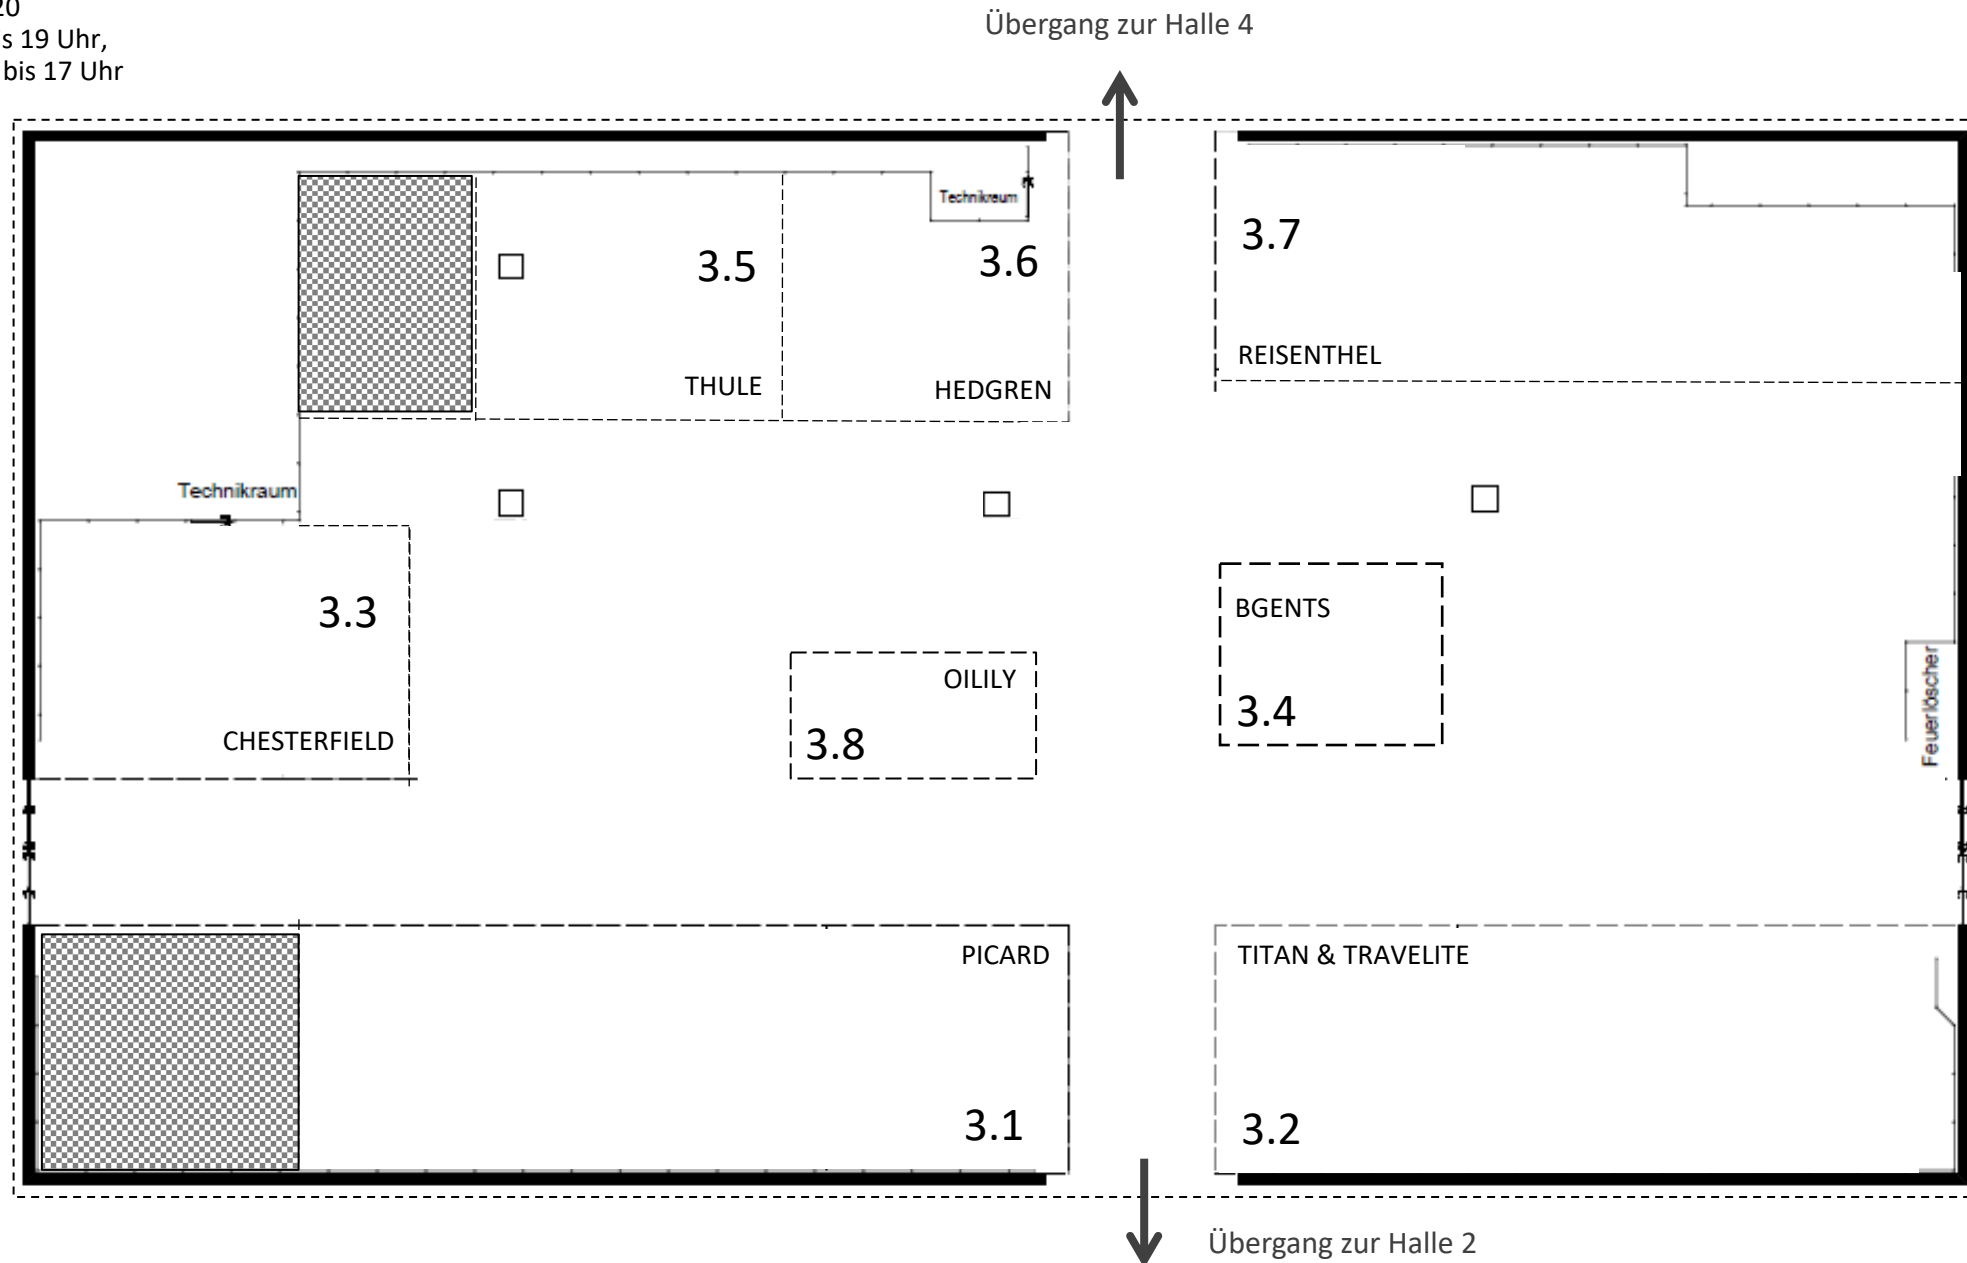 20
s 19 Uhr,
bis 17 Uhr
Übergang zur Halle 4
Technikraum
3.5
3.6
3.7
THULE
HEDGREN
REISENTHEL
Technikraum
3.3
CHESTERFIELD
OILILY
3.8
BGENTS
3.4
Feuerlöscher
PICARD
3.1
TITAN & TRAVELITE
3.2
Übergang zur Halle 2